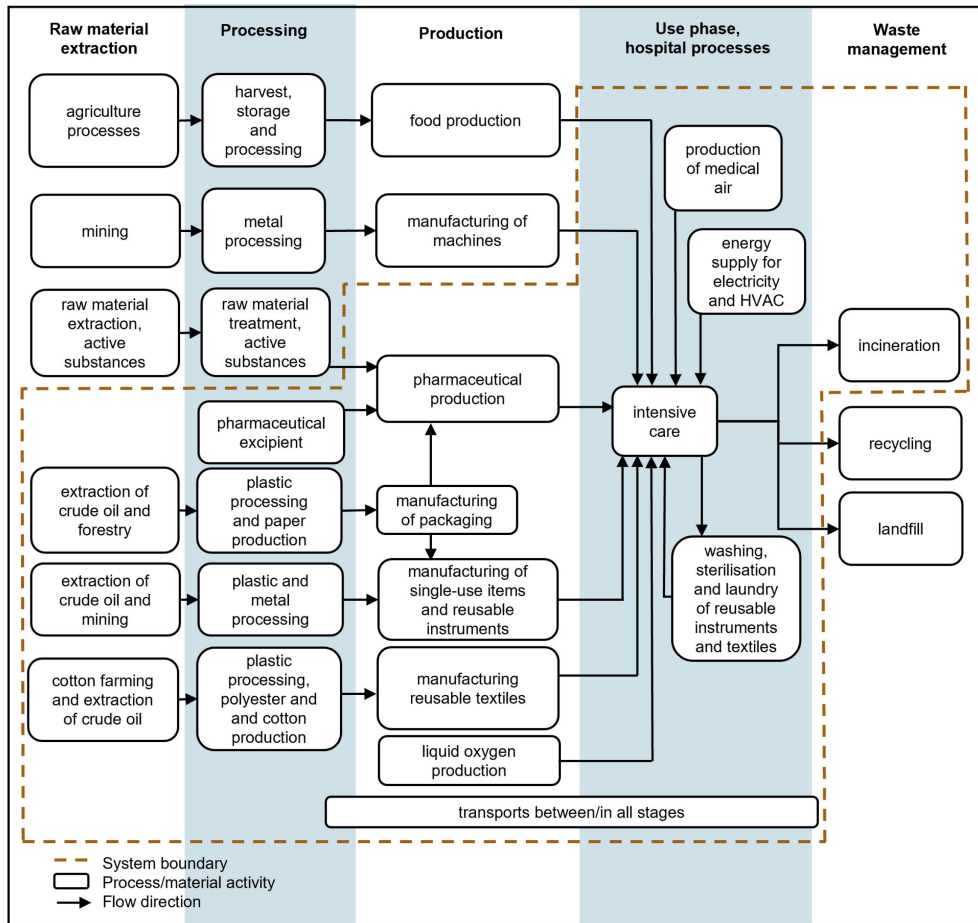 Raw material
extraction
Processing
Production
Use phase,
hospital processes
Waste
management
agriculture
processes
harvest,
storage
and
processing
food production
production
of medical
air
mining
metal
processing
manufacturing of
machines
energy
supply for
electricity
and HVAC
raw material
extraction,
active
substances
raw material
treatment,
active
substances
pharmaceutical
production
intensive
care
incineration
pharmaceutical
excipient
recycling
extraction of
crude oil and
forestry
plastic
processing
and paper
production
manufacturing
of packaging
landfill
extraction of
crude oil and
mining
plastic and
metal
processing
manufacturing of
single-use items
and reusable
instruments
washing,
sterilisation
and laundry
of reusable
instruments
and textiles
cotton farming
and extraction
of crude oil
plastic
processing,
polyester and
and cotton
production
manufacturing
reusable textiles
liquid oxygen
production
transports between/in all stages
System boundary
Process/material activity
Flow direction